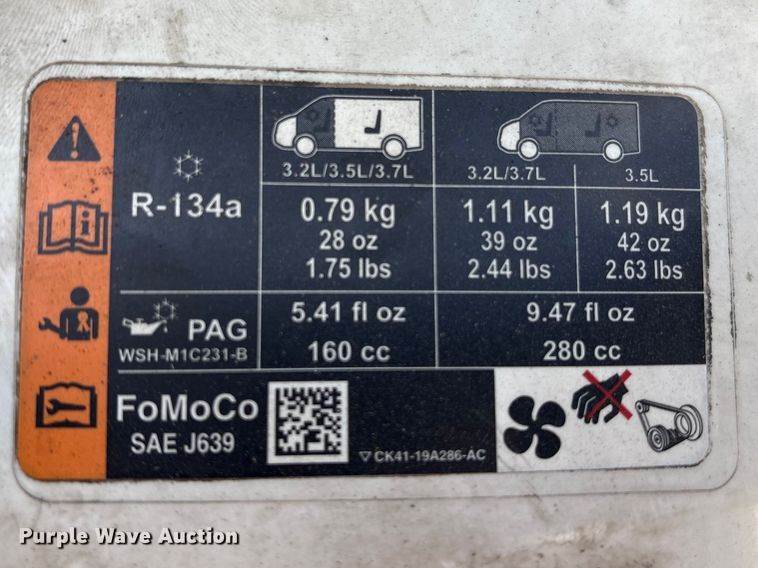 3.2L/3.5L/3.7L 3.2L/3.7L 3.5L
R-134a 0.79 kg 1.11 kg 1.19 kg
28 oz 39 oz 42 oz
1.75 lbs 2.44 lbs 2.63 lbs
PAG 5.41 fl oz 9.47 fl oz
WSH-M1C231-B 160 cc 280 cc
FoMoCo
SAE J639
CK41-19A286-AC
Purple Wave Auction